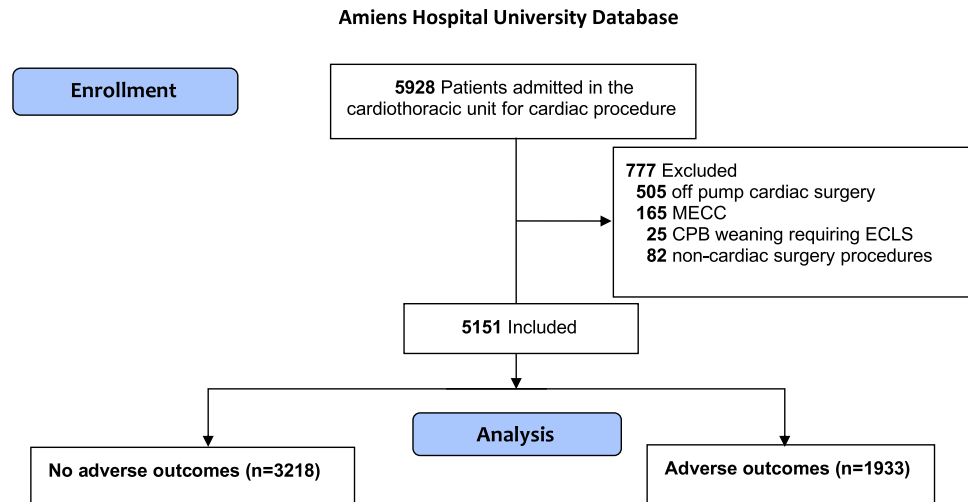 Amiens Hospital University Database
Enrollment
5928 Patients admitted in the
cardiothoracic unit for cardiac procedure
777 Excluded
505 off pump cardiac surgery
165 MECC
25 CPB weaning requiring ECLS
82 non-cardiac surgery procedures
5151 Included
Analysis
No adverse outcomes (n=3218)
Adverse outcomes (n=1933)